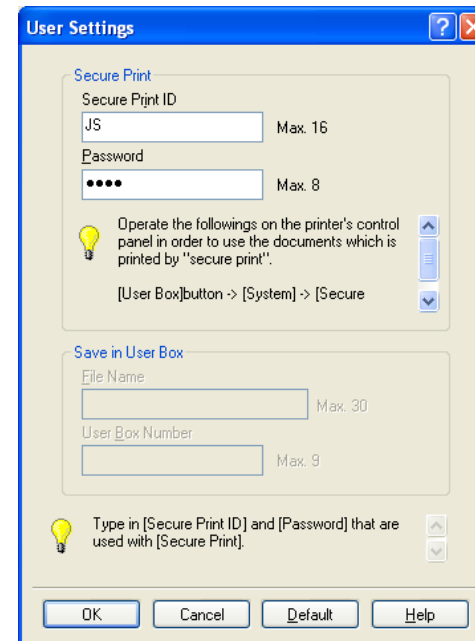 User Settings
Secure Print
Secure Print ID
JS
Max. 16
Password
••••
Max. 8
Operate the followings on the printer's control
panel in order to use the documents which is
printed by "secure print".
[User Box]button -> [System] -> [Secure
Save in User Box
File Name
Max. 30
User Box Number
Max. 9
Type in [Secure Print ID] and [Password] that are
used with [Secure Print].
OK Cancel Default Help